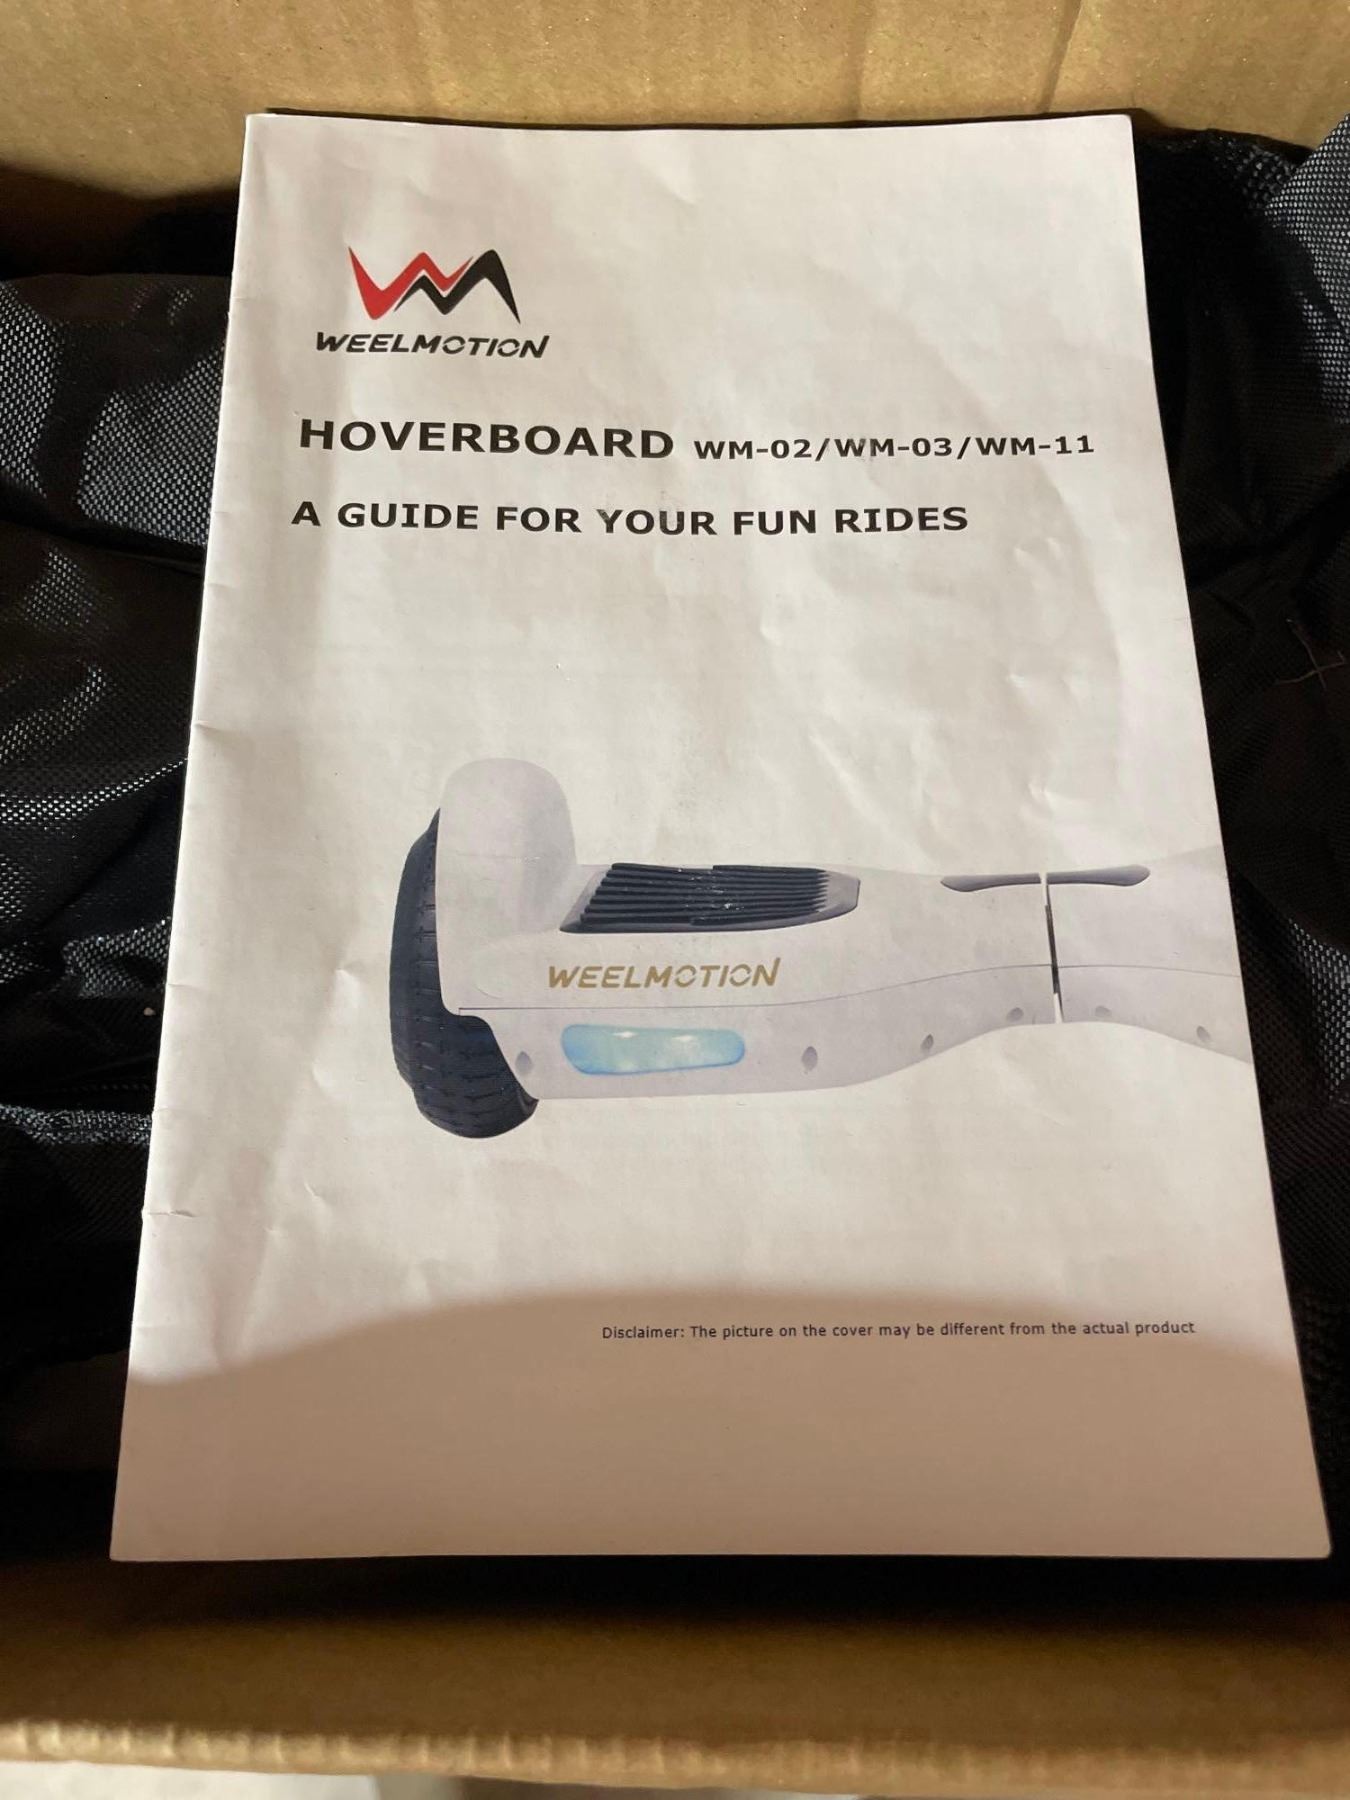 WEELMOTION
HOVERBOARD WM-02/WM-03/WM-11
A GUIDE FOR YOUR FUN RIDES
WEELMOTION
Disclaimer: The picture on the cover may be different from the actual product